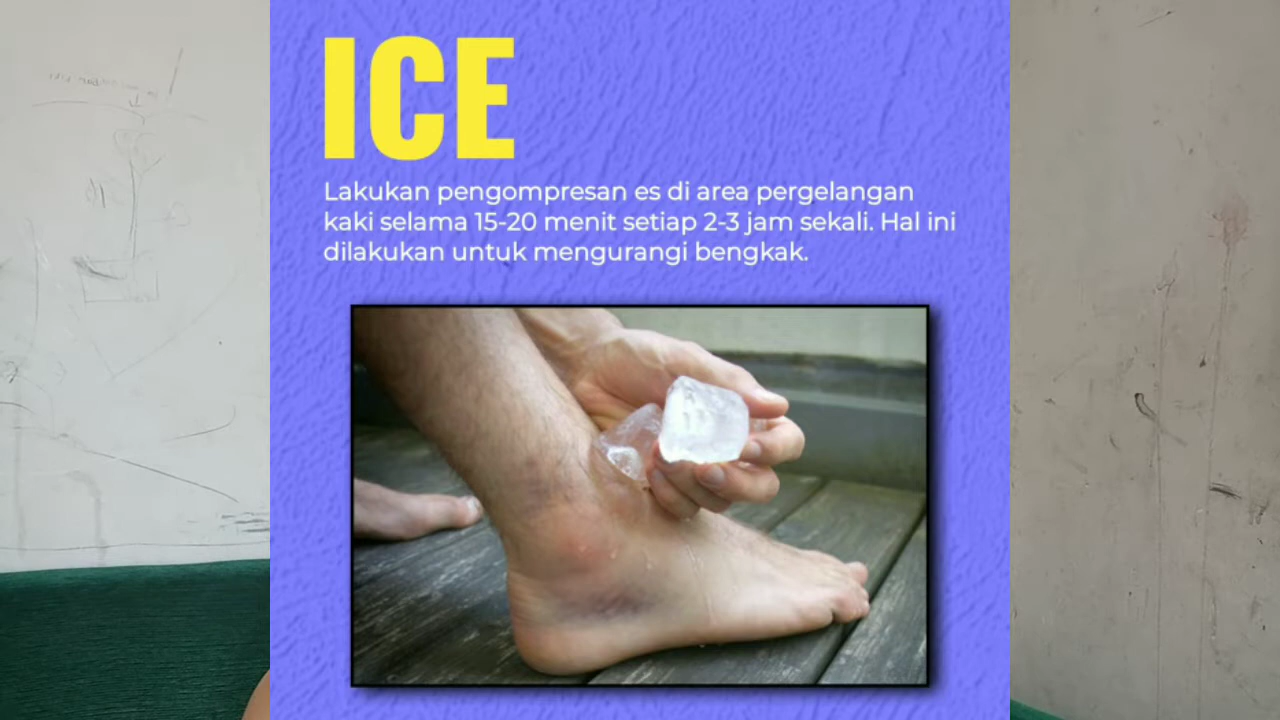 ICE
Lakukan pengompresan es di area pergelangan
kaki selama 15-20 menit setiap 2-3 jam sekali. Hal ini
dilakukan untuk mengurangi bengkak.